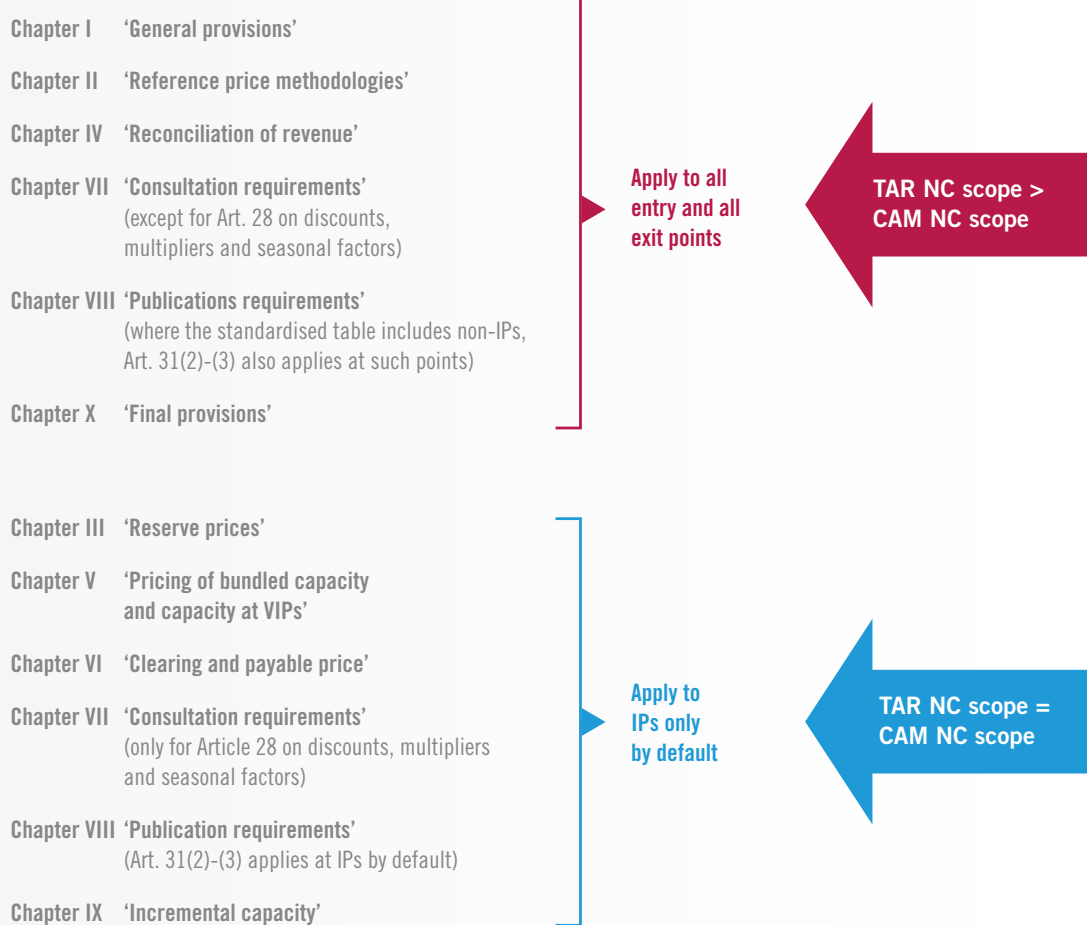 Chapter I ‘General provisions’
Chapter II ‘Reference price methodologies’
Chapter IV ‘Reconciliation of revenue’
Chapter VII ‘Consultation requirements’
(except for Art. 28 on discounts,
multipliers and seasonal factors)
Chapter VIII ‘Publications requirements’
(where the standardised table includes non-IPs,
Art. 31(2)-(3) also applies at such points)
Chapter X ‘Final provisions’
Apply to all
entry and all
exit points
TAR NC scope >
CAM NC scope
Chapter III ‘Reserve prices’
Chapter V ‘Pricing of bundled capacity
and capacity at VIPs’
Chapter VI ‘Clearing and payable price’
Chapter VII ‘Consultation requirements’
(only for Article 28 on discounts, multipliers
and seasonal factors)
Chapter VIII ‘Publication requirements’
(Art. 31(2)-(3) applies at IPs by default)
Chapter IX ‘Incremental capacity’
Apply to
IPs only
by default
TAR NC scope =
CAM NC scope